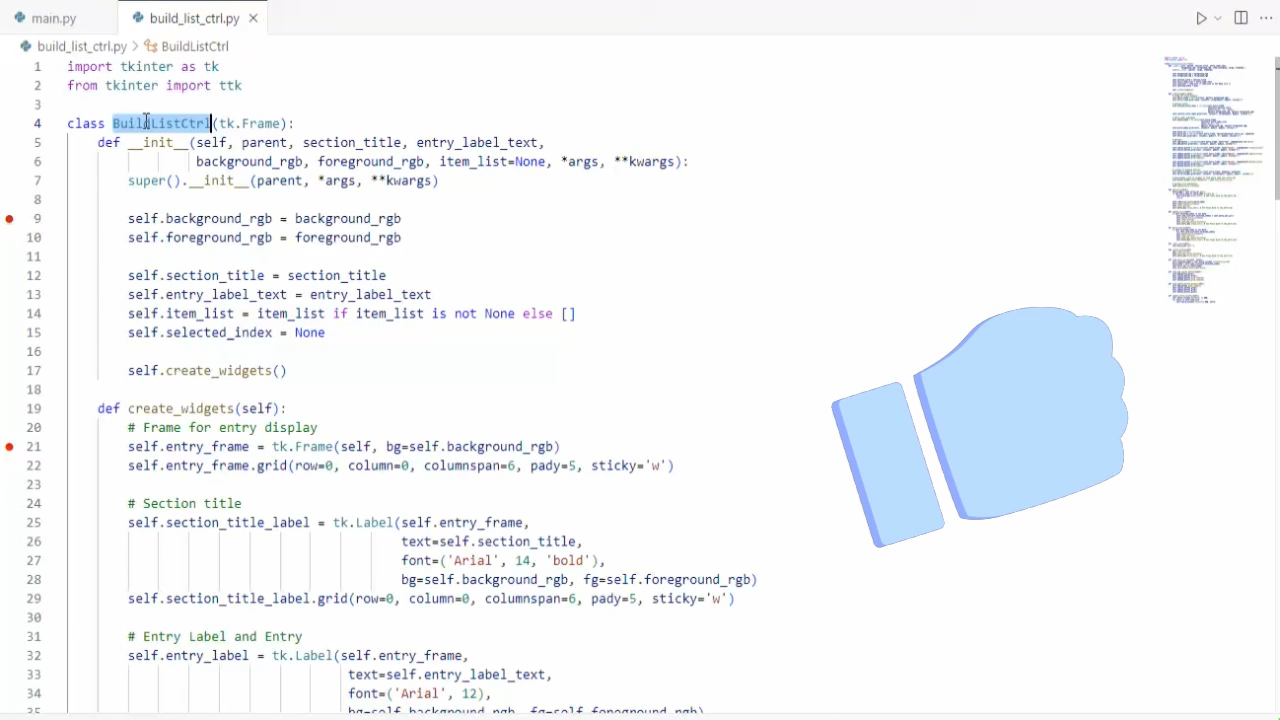 main.py
build_list_ctrl.py
build_list_ctrl.py > BuildListCtrl
1 import tkinter as tk
2 from tkinter import ttk
3
4 class BuildListCtrl(tk.Frame):
5 def __init__(self, parent, section_title, entry_label_text,
6 background_rgb, foreground_rgb, item_list=None, *args, **kwargs):
7 super().__init__(parent, *args, **kwargs)
8
9 self.background_rgb = background_rgb
10 self.foreground_rgb = foreground_rgb
11
12 self.section_title = section_title
13 self.entry_label_text = entry_label_text
14 self.item_list = item_list if item_list is not None else []
15 self.selected_index = None
16
17 self.create_widgets()
18
19 def create_widgets(self):
20 # Frame for entry display
21 self.entry_frame = tk.Frame(self, bg=self.background_rgb)
22 self.entry_frame.grid(row=0, column=0, columnspan=6, pady=5, sticky='w')
23
24 # Section title
25 self.section_title_label = tk.Label(self.entry_frame,
26 text=self.section_title,
27 font=('Arial', 14, 'bold'),
28 bg=self.background_rgb, fg=self.foreground_rgb)
29 self.section_title_label.grid(row=0, column=0, columnspan=6, pady=5, sticky='w')
30
31 # Entry Label and Entry
32 self.entry_label = tk.Label(self.entry_frame,
33 text=self.entry_label_text,
34 font=('Arial', 12),
35 bg=self.background_rgb, fg=self.foreground_rgb)